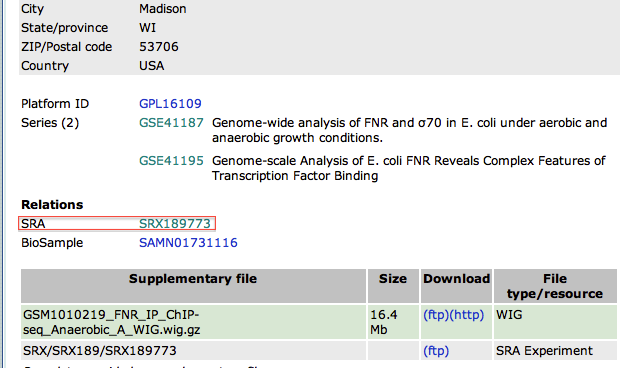 City Madison
State/province WI
ZIP/Postal code 53706
Country USA
Platform ID GPL16109
Series (2) GSE41187 Genome-wide analysis of FNR and σ70 in E. coli under aerobic and
anaerobic growth conditions.
GSE41195 Genome-scale Analysis of E. coli FNR Reveals Complex Features of
Transcription Factor Binding
Relations
SRA SRX189773
BioSample SAMN01731116
Supplementary file Size Download File
type/resource
GSM1010219_FNR_IP_ChIP- 16.4 (ftp)(http) WIG
seq_Anaerobic_A_WIG.wig.gz Mb
SRX/SRX189/SRX189773 (ftp) SRA Experiment